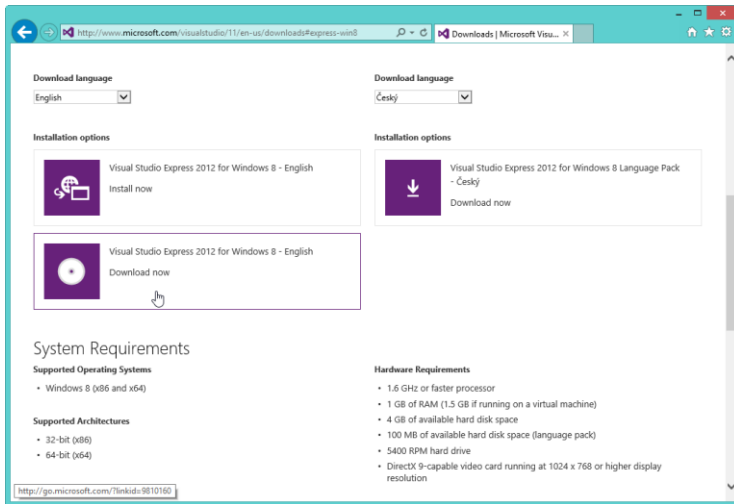 http://www.microsoft.com/visualstudio/11/en-us/downloads#express-win8
Downloads | Microsoft Visu...
Download language
English
Download language
Český
Installation options
Visual Studio Express 2012 for Windows 8 - English
Install now
Visual Studio Express 2012 for Windows 8 - English
Download now
Installation options
Visual Studio Express 2012 for Windows 8 Language Pack
- Český
Download now
System Requirements
Supported Operating Systems
• Windows 8 (x86 and x64)
Supported Architectures
• 32-bit (x86)
• 64-bit (x64)
Hardware Requirements
• 1.6 GHz or faster processor
• 1 GB of RAM (1.5 GB if running on a virtual machine)
• 4 GB of available hard disk space
• 100 MB of available hard disk space (language pack)
• 5400 RPM hard drive
• DirectX 9-capable video card running at 1024 x 768 or higher display
resolution
http://go.microsoft.com/?linkid=9810160